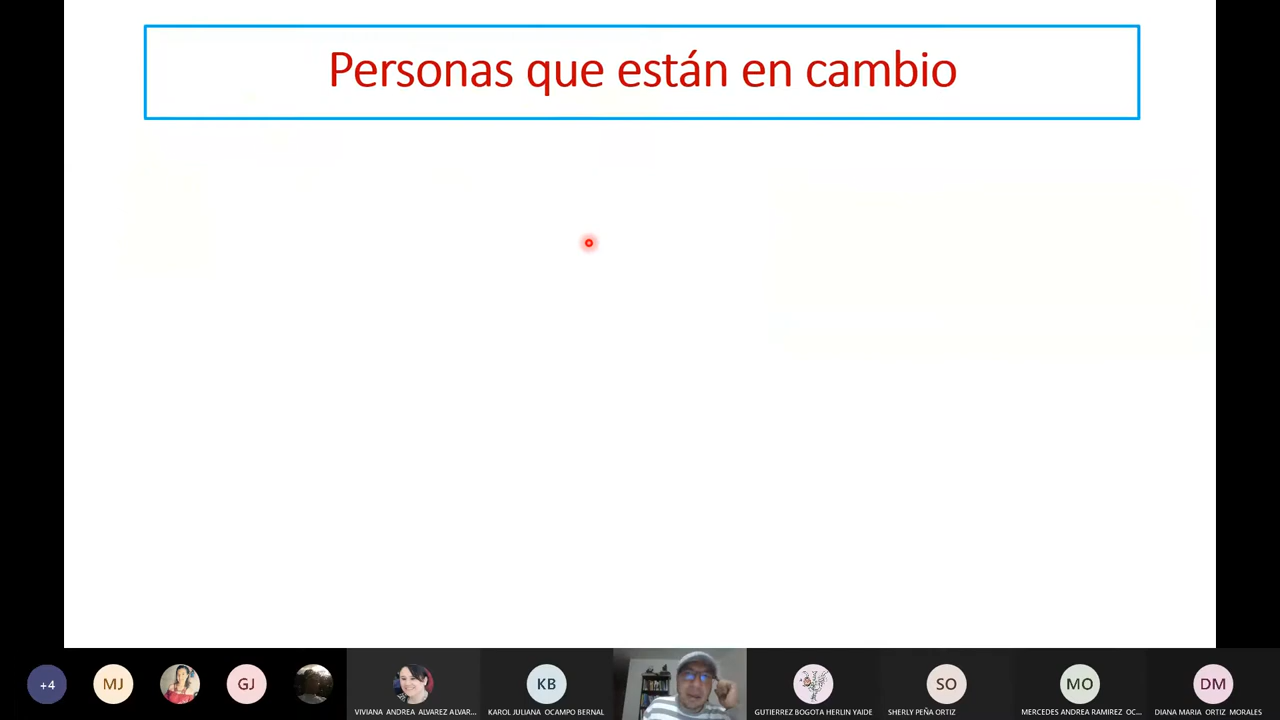 Personas que están en cambio
+4
MJ
GJ
KB
SO
MO
DM
VIVIANA ANDREA ALVAREZ ALVAR...
KAROL JULIANA OCAMPO BERNAL
GUTIERREZ BOGOTA HERLIN YAIDE
SHERLY PEÑA ORTIZ
MERCEDES ANDREA RAMIREZ OC...
DIANA MARIA ORTIZ MORALES